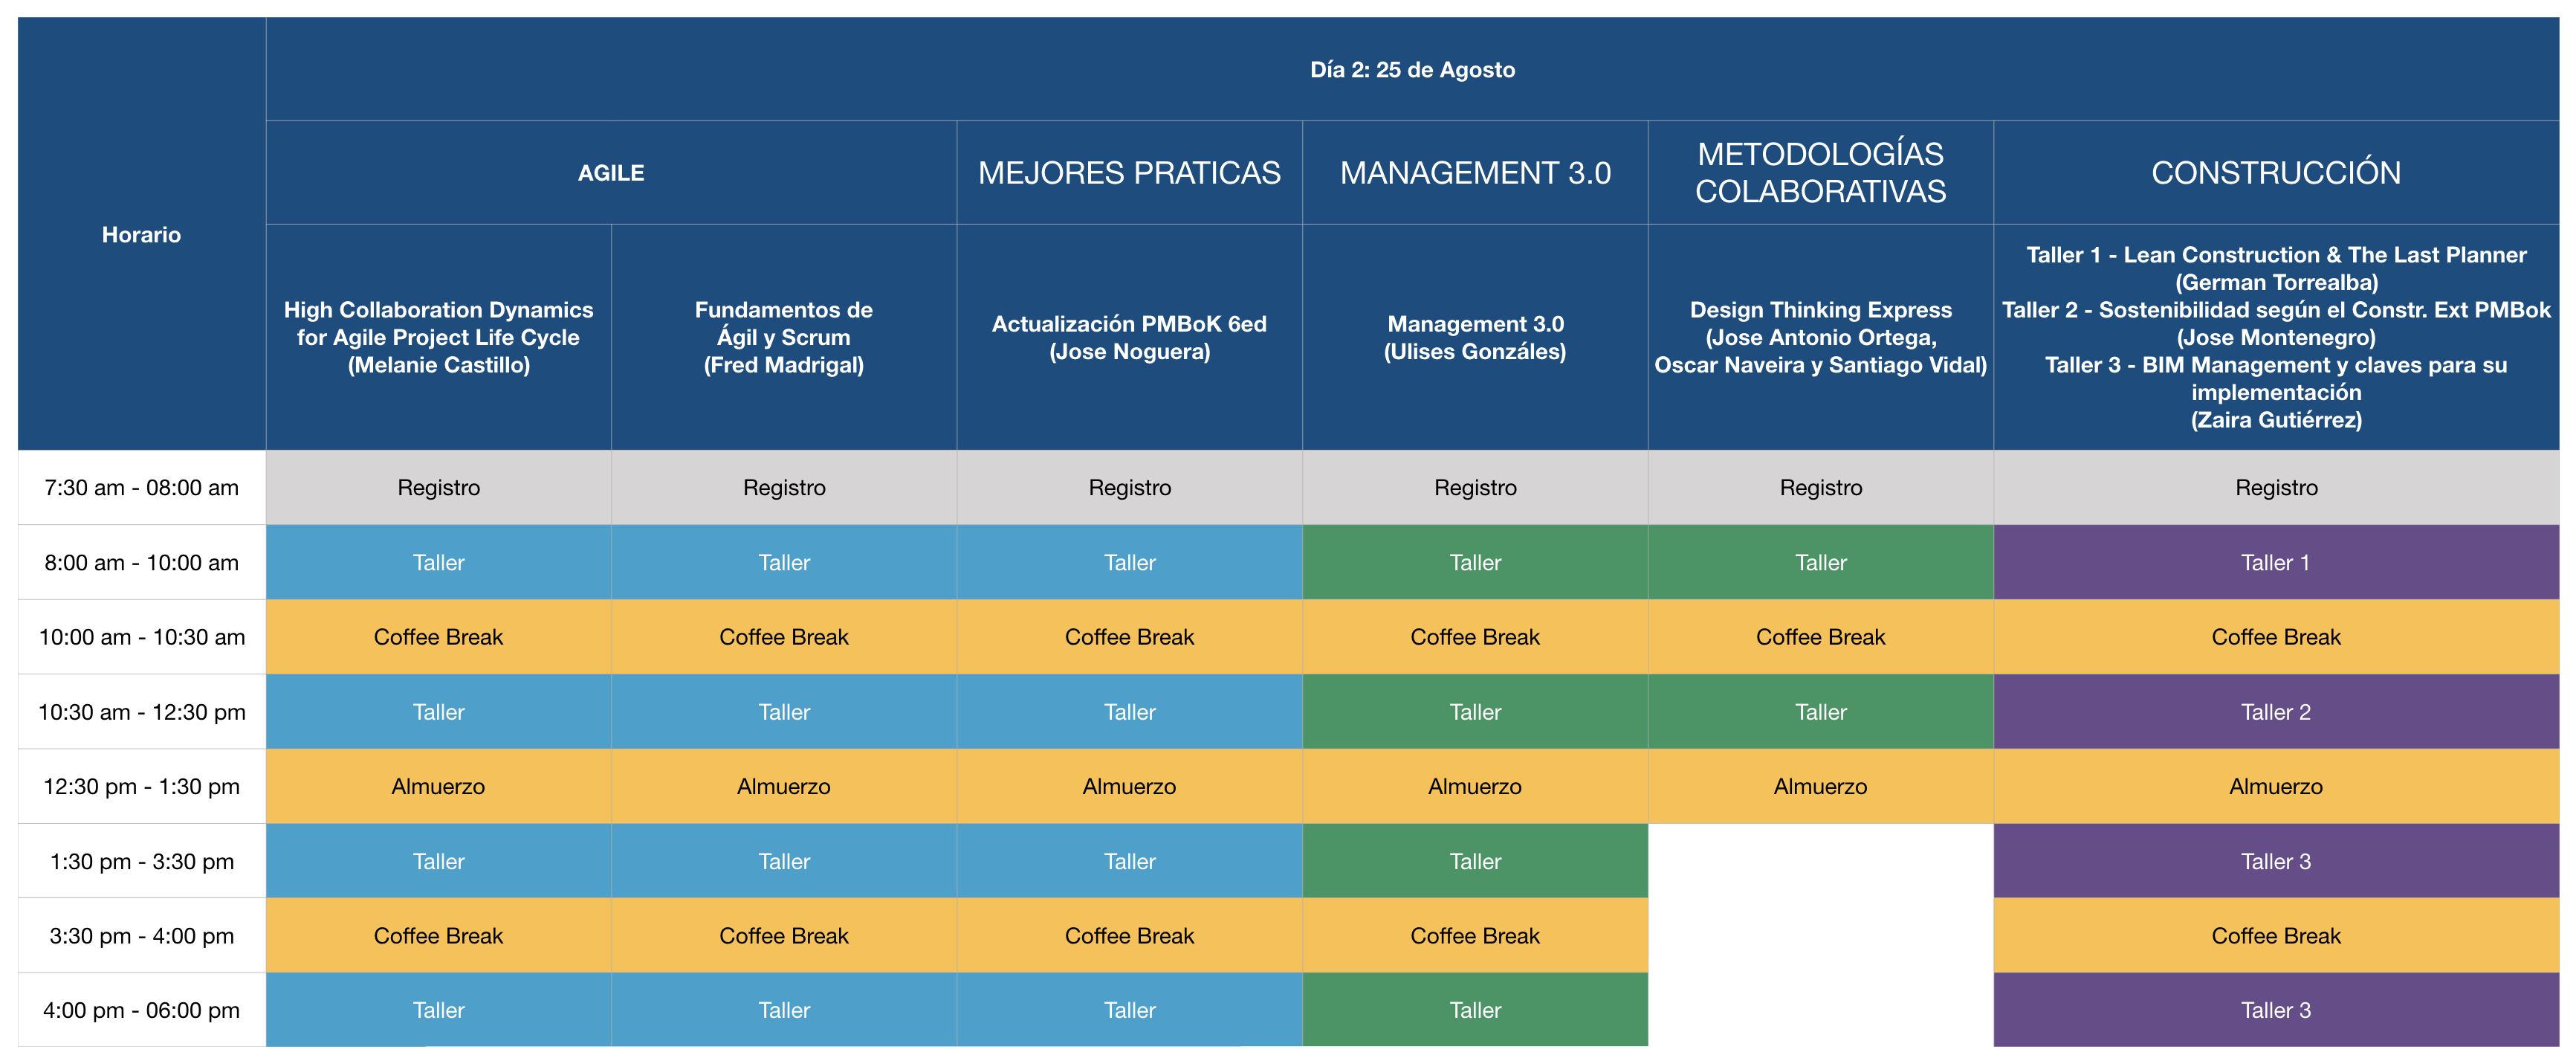 Día 2: 25 de Agosto
Horario
AGILE
MEJORES PRATICAS
MANAGEMENT 3.0
METODOLOGÍAS
COLABORATIVAS
CONSTRUCCIÓN
High Collaboration Dynamics
for Agile Project Life Cycle
(Melanie Castillo)
Fundamentos de
Ágil y Scrum
(Fred Madrigal)
Actualización PMBoK 6ed
(Jose Noguera)
Management 3.0
(Ulises Gonzáles)
Design Thinking Express
(Jose Antonio Ortega,
Oscar Naveira y Santiago Vidal)
Taller 1 - Lean Construction & The Last Planner
(German Torrealba)
Taller 2 - Sostenibilidad según el Constr. Ext PMBok
(Jose Montenegro)
Taller 3 - BIM Management y claves para su
implementación
(Zaira Gutiérrez)
7:30 am - 08:00 am Registro Registro Registro Registro Registro Registro
8:00 am - 10:00 am Taller Taller Taller Taller Taller Taller 1
10:00 am - 10:30 am Coffee Break Coffee Break Coffee Break Coffee Break Coffee Break Coffee Break
10:30 am - 12:30 pm Taller Taller Taller Taller Taller Taller 2
12:30 pm - 1:30 pm Almuerzo Almuerzo Almuerzo Almuerzo Almuerzo Almuerzo
1:30 pm - 3:30 pm Taller Taller Taller Taller Taller 3
3:30 pm - 4:00 pm Coffee Break Coffee Break Coffee Break Coffee Break Coffee Break
4:00 pm - 06:00 pm Taller Taller Taller Taller Taller 3